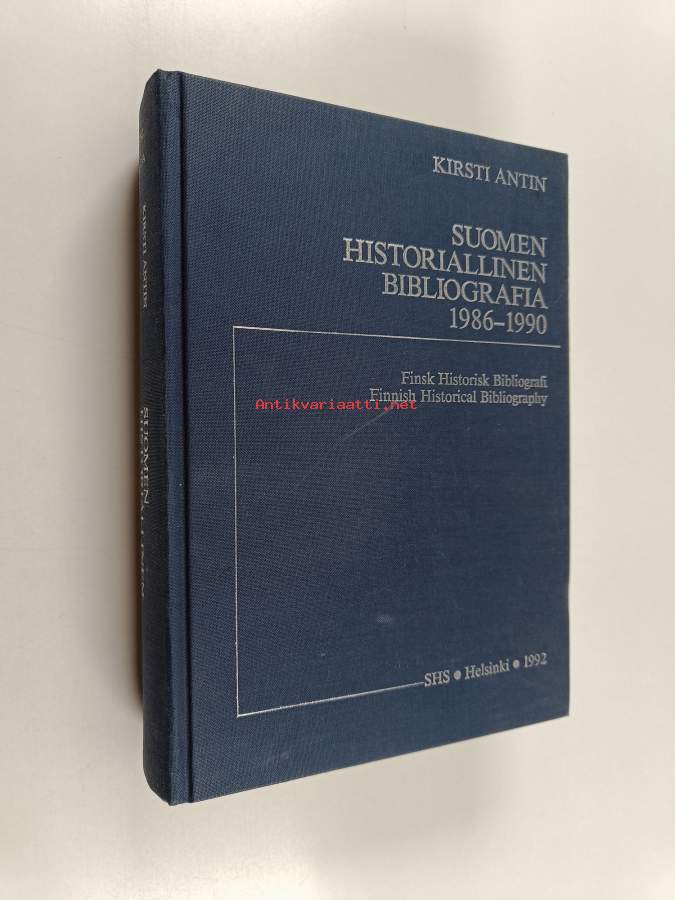 KIRSTI ANTIN
SUOMEN
HISTORIALLINEN
BIBLIOGRAFIA
1986–1990
Finsk Historisk Bibliografi
Finnish Historical Bibliography
Antikvariaatti.net
SHS • Helsinki • 1992
KIRSTI ANTIN
SUOMEN
HISTORIALLINEN